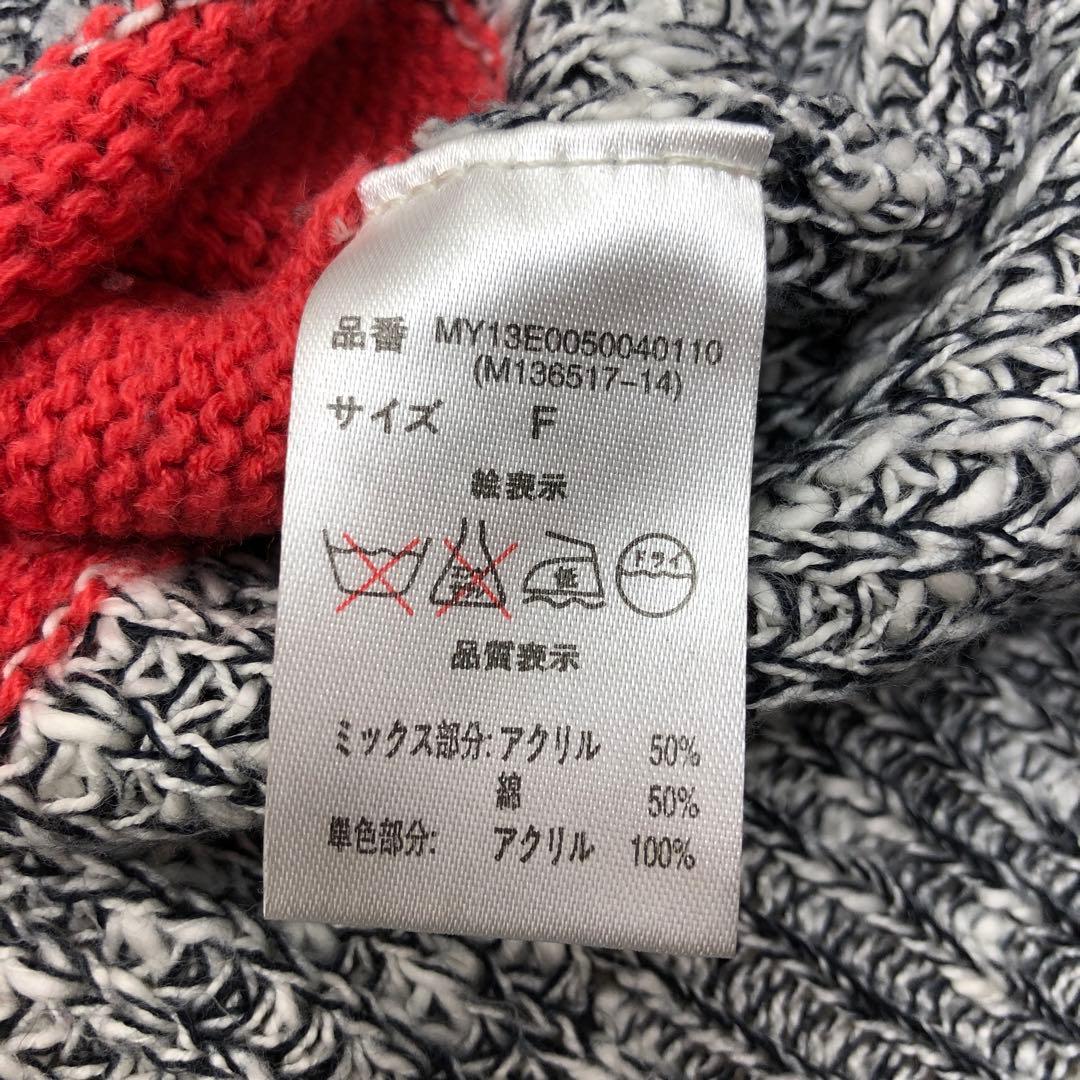 品番 MY13E0050040110
(M136517-14)
サイズ F
絵表示
低 ドライ
品質表示
ミックス部分:アクリル 50%
綿 50%
単色部分: アクリル 100%